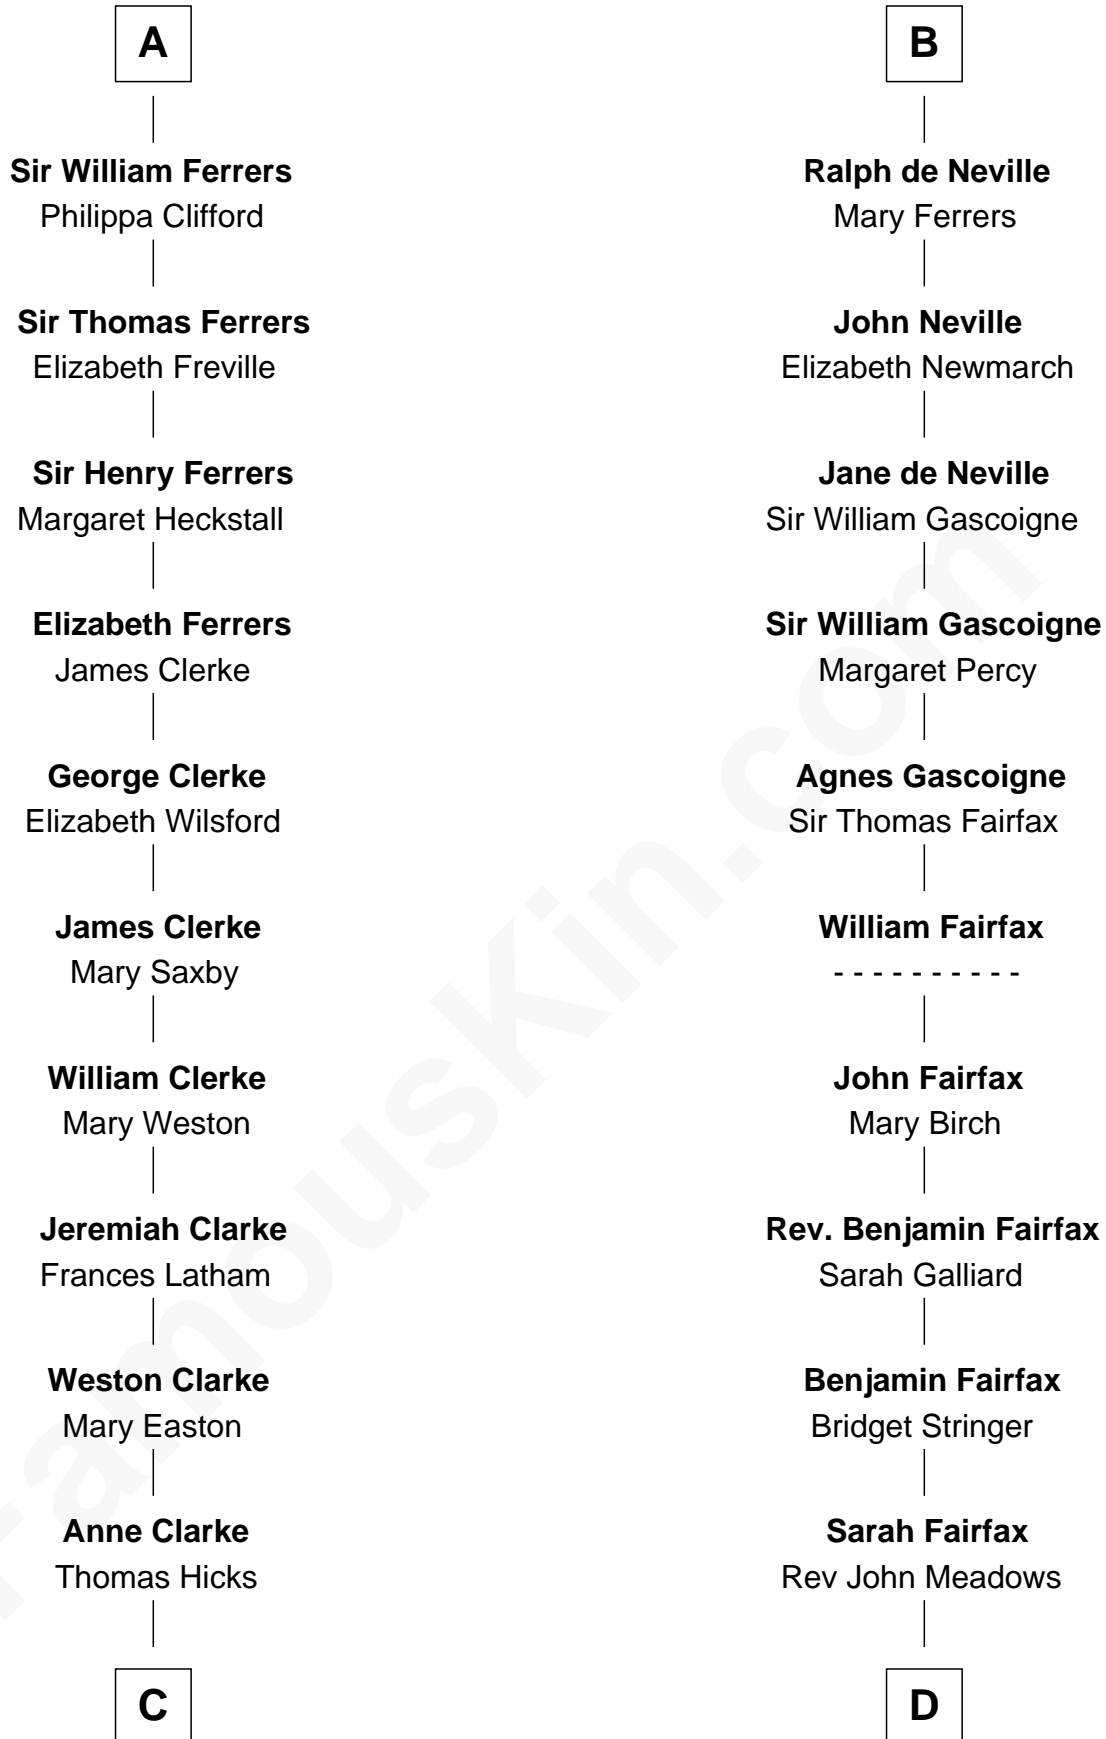 A
Sir William Ferrers
Philippa Clifford
Sir Thomas Ferrers
Elizabeth Freville
Sir Henry Ferrers
Margaret Heckstall
Elizabeth Ferrers
James Clerke
George Clerke
Elizabeth Wilsford
James Clerke
Mary Saxby
William Clerke
Mary Weston
Jeremiah Clarke
Frances Latham
Weston Clarke
Mary Easton
Anne Clarke
Thomas Hicks
C
B
Ralph de Neville
Mary Ferrers
John Neville
Elizabeth Newmarch
Jane de Neville
Sir William Gascoigne
Sir William Gascoigne
Margaret Percy
Agnes Gascoigne
Sir Thomas Fairfax
William Fairfax
- - - - - - - - - -
John Fairfax
Mary Birch
Rev. Benjamin Fairfax
Sarah Galliard
Benjamin Fairfax
Bridget Stringer
Sarah Fairfax
Rev John Meadows
D
FamousKin.com